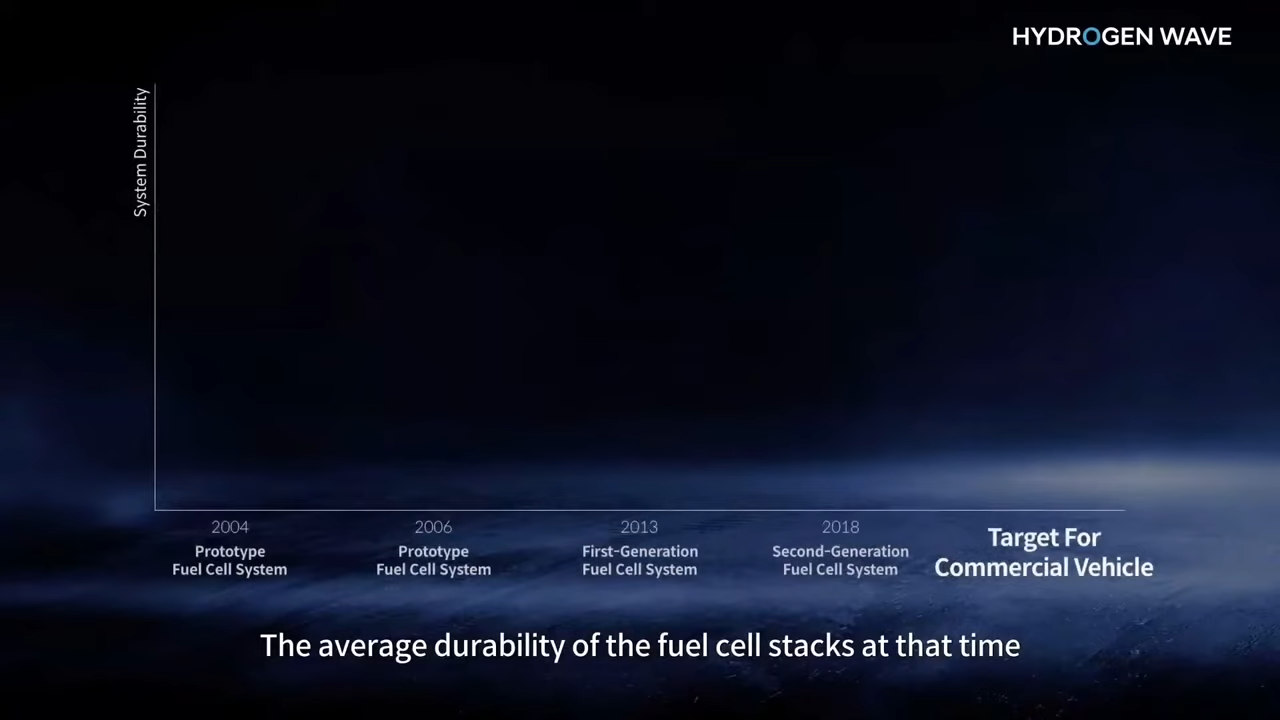 HYDROGEN WAVE
System Durability
2004
Prototype
Fuel Cell System
2006
Prototype
Fuel Cell System
2013
First-Generation
Fuel Cell System
2018
Second-Generation
Fuel Cell System
Target For
Commercial Vehicle
The average durability of the fuel cell stacks at that time